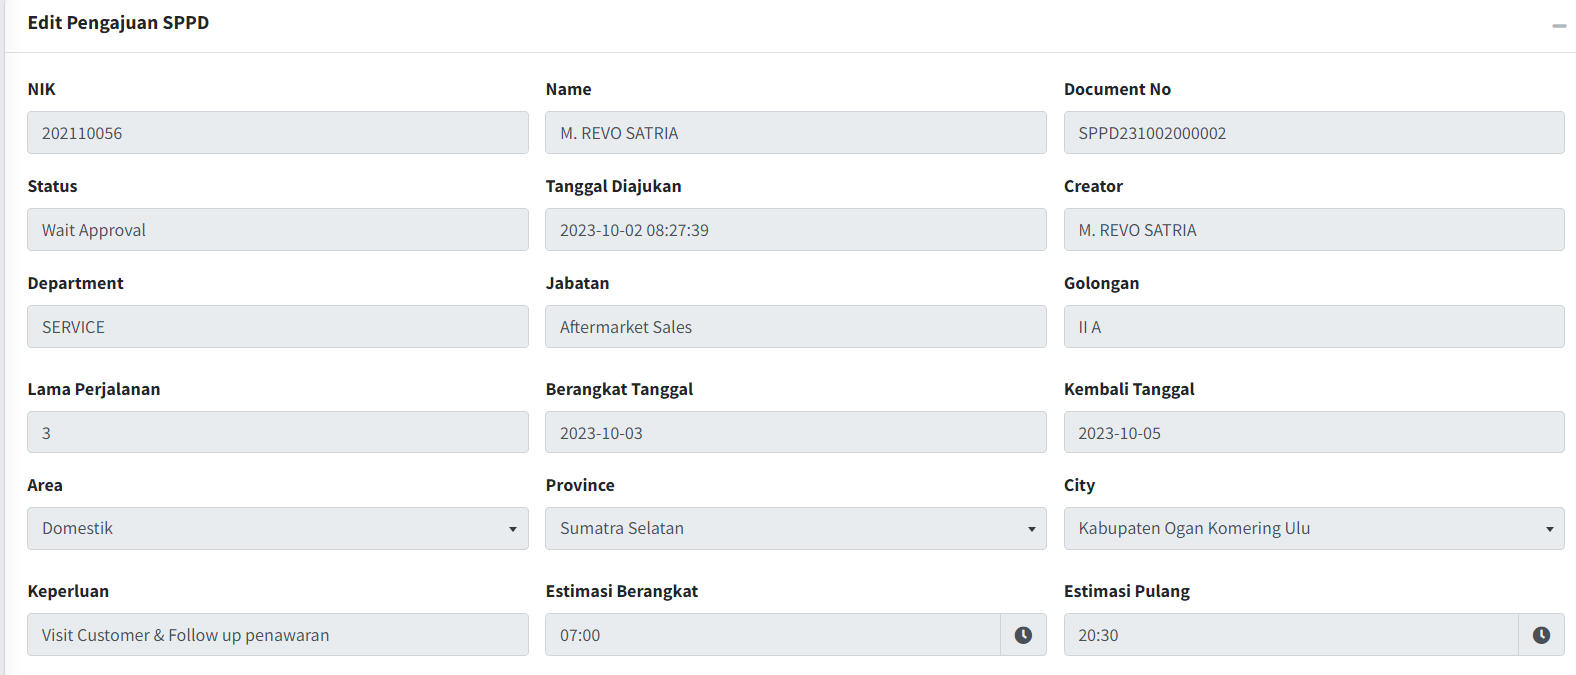 Edit Pengajuan SPPD
NIK
Name
Document No
202110056
M. REVO SATRIA
SPPD231002000002
Status
Tanggal Diajukan
Creator
Wait Approval
2023-10-02 08:27:39
M. REVO SATRIA
Department
Jabatan
Golongan
SERVICE
Aftermarket Sales
II A
Lama Perjalanan
Berangkat Tanggal
Kembali Tanggal
3
2023-10-03
2023-10-05
Area
Province
City
Domestik
Sumatra Selatan
Kabupaten Ogan Komering Ulu
Keperluan
Estimasi Berangkat
Estimasi Pulang
Visit Customer & Follow up penawaran
07:00
20:30